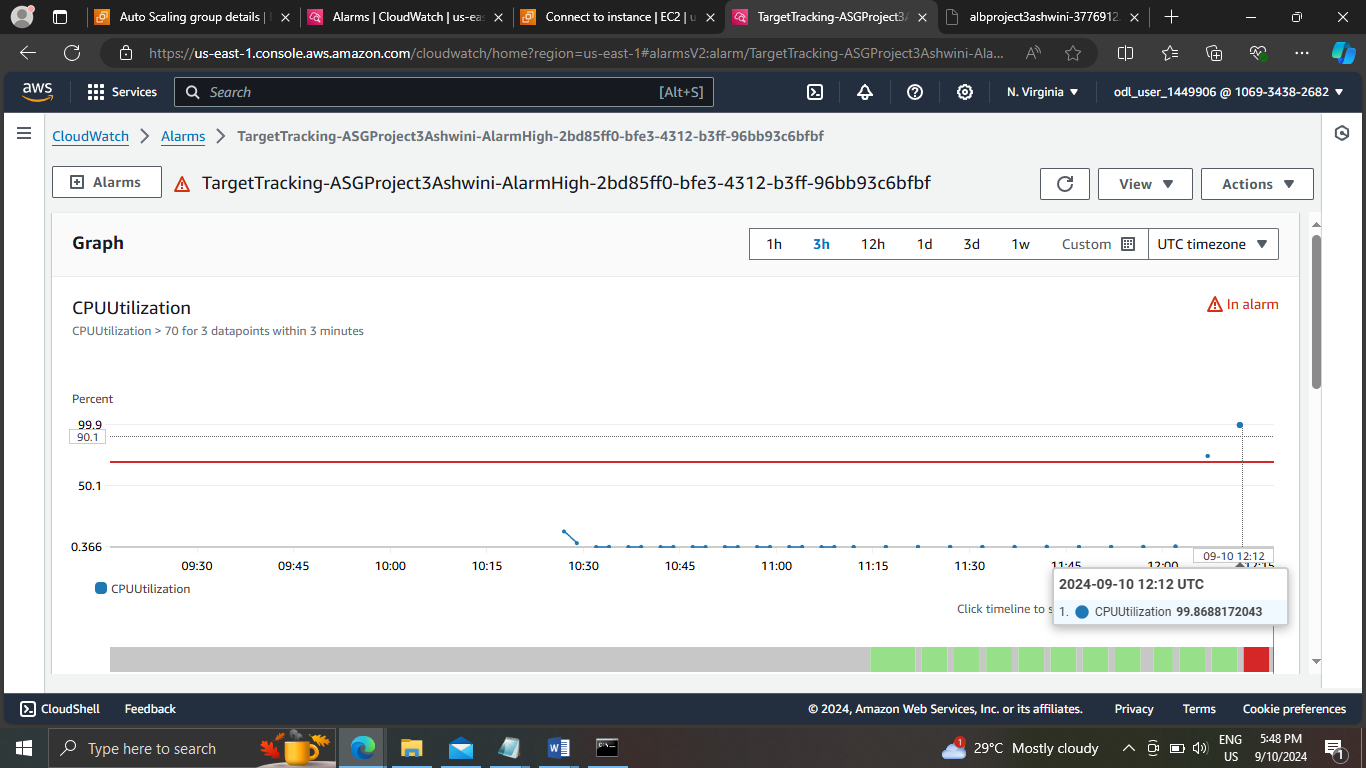 Auto Scaling group details |
Alarms | CloudWatch | us-eas
Connect to instance | EC2 | u
TargetTracking-ASGProject3A
albproject3ashwini-3776912
https://us-east-1.console.aws.amazon.com/cloudwatch/home?region=us-east-1#alarmsV2:alarm/TargetTracking-ASGProject3Ashwini-Ala...
aws
Services
Search
[Alt+S]
N. Virginia
odl_user_1449906 @ 1069-3438-2682
CloudWatch
Alarms
TargetTracking-ASGProject3Ashwini-AlarmHigh-2bd85ff0-bfe3-4312-b3ff-96bb93c6bfbf
Alarms
TargetTracking-ASGProject3Ashwini-AlarmHigh-2bd85ff0-bfe3-4312-b3ff-96bb93c6bfbf
View
Actions
Graph
1h 3h 12h 1d 3d 1w Custom
UTC timezone
CPUUtilization
In alarm
CPUUtilization > 70 for 3 datapoints within 3 minutes
Percent
99.9
90.1
50.1
0.366
09-10 12:12
09:30 09:45 10:00 10:15 10:30 10:45 11:00 11:15 11:30 11:45 12:00 12:15
CPUUtilization
2024-09-10 12:12 UTC
1. CPUUtilization 99.8688172043
Click timeline to s
CloudShell
Feedback
© 2024, Amazon Web Services, Inc. or its affiliates.
Privacy
Terms
Cookie preferences
Type here to search
1
29°C Mostly cloudy
ENG
US
5:48 PM
9/10/2024
1